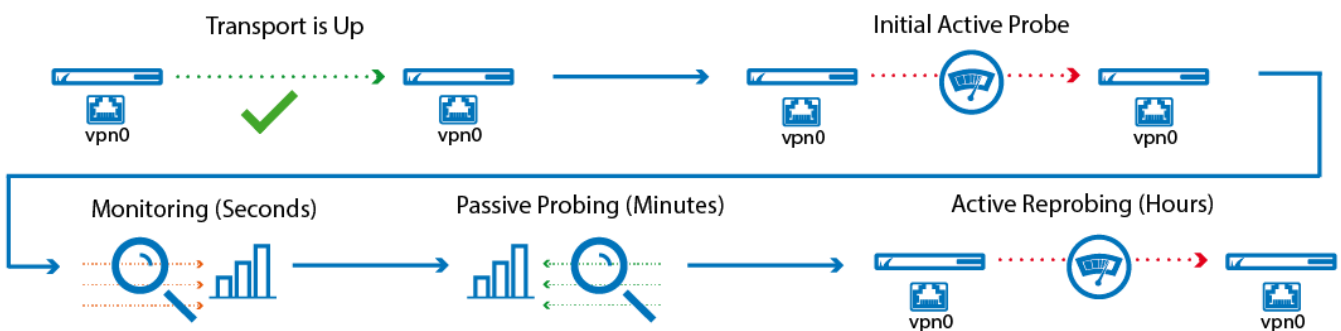 Transport is Up
Initial Active Probe
vpn0
vpn0
vpn0
vpn0
Monitoring (Seconds)
Passive Probing (Minutes)
Active Reprobing (Hours)
vpn0
vpn0